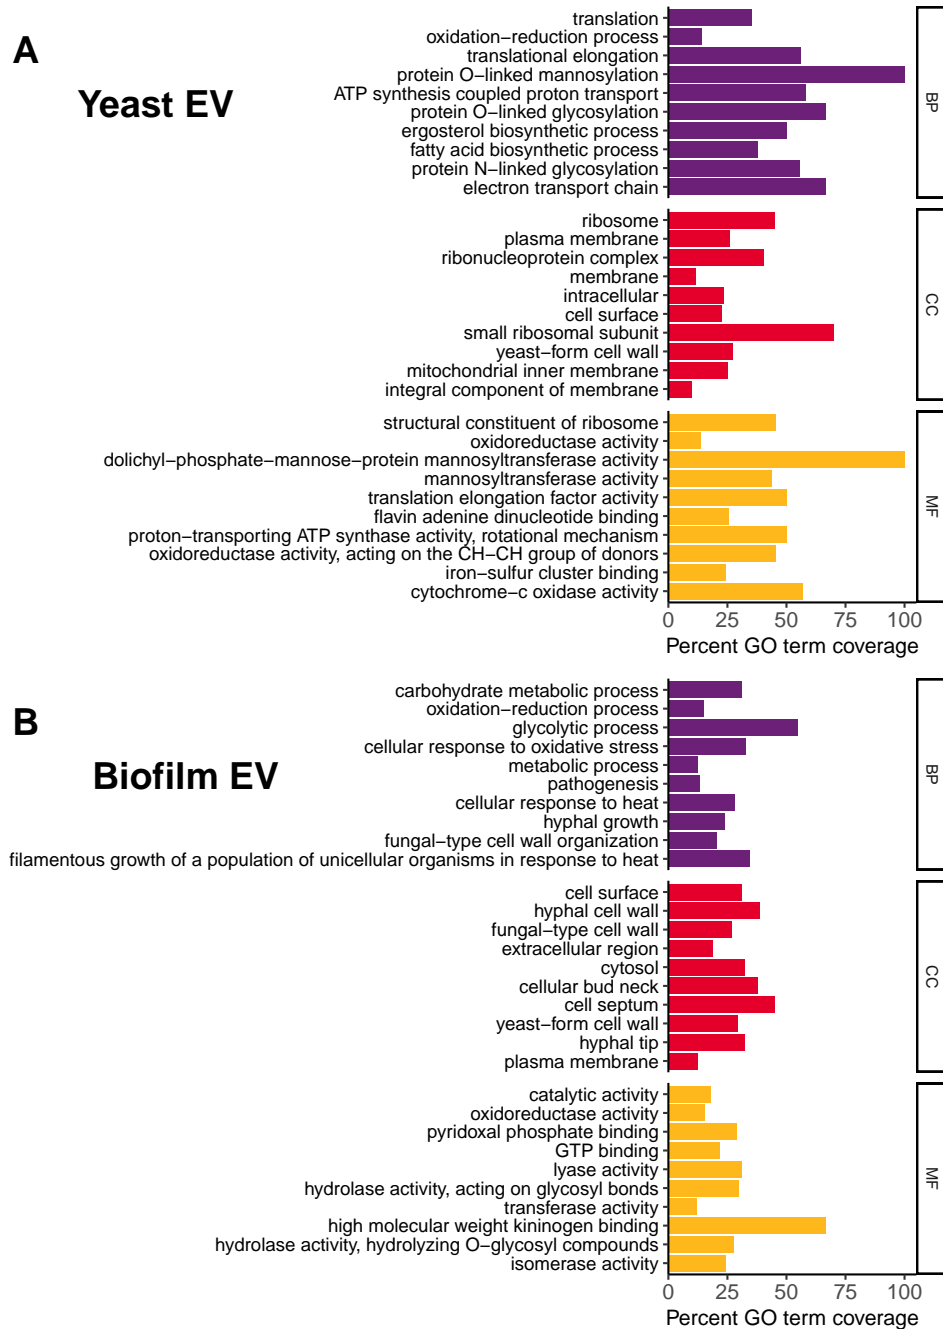 A
Yeast EV
translation
oxidation−reduction process
translational elongation
protein O−linked mannosylation
ATP synthesis coupled proton transport
protein O−linked glycosylation
ergosterol biosynthetic process
fatty acid biosynthetic process
protein N−linked glycosylation
electron transport chain
BP
ribosome
plasma membrane
ribonucleoprotein complex
membrane
intracellular
cell surface
small ribosomal subunit
yeast−form cell wall
mitochondrial inner membrane
integral component of membrane
CC
structural constituent of ribosome
oxidoreductase activity
dolichyl−phosphate−mannose−protein mannosyltransferase activity
mannosyltransferase activity
translation elongation factor activity
flavin adenine dinucleotide binding
proton−transporting ATP synthase activity, rotational mechanism
oxidoreductase activity, acting on the CH−CH group of donors
iron−sulfur cluster binding
cytochrome−c oxidase activity
MF
0 25 50 75 100
Percent GO term coverage
B
Biofilm EV
carbohydrate metabolic process
oxidation−reduction process
glycolytic process
cellular response to oxidative stress
metabolic process
pathogenesis
cellular response to heat
hyphal growth
fungal−type cell wall organization
filamentous growth of a population of unicellular organisms in response to heat
BP
cell surface
hyphal cell wall
fungal−type cell wall
extracellular region
cytosol
cellular bud neck
cell septum
yeast−form cell wall
hyphal tip
plasma membrane
CC
catalytic activity
oxidoreductase activity
pyridoxal phosphate binding
GTP binding
lyase activity
hydrolase activity, acting on glycosyl bonds
transferase activity
high molecular weight kininogen binding
hydrolase activity, hydrolyzing O−glycosyl compounds
isomerase activity
MF
0 25 50 75 100
Percent GO term coverage